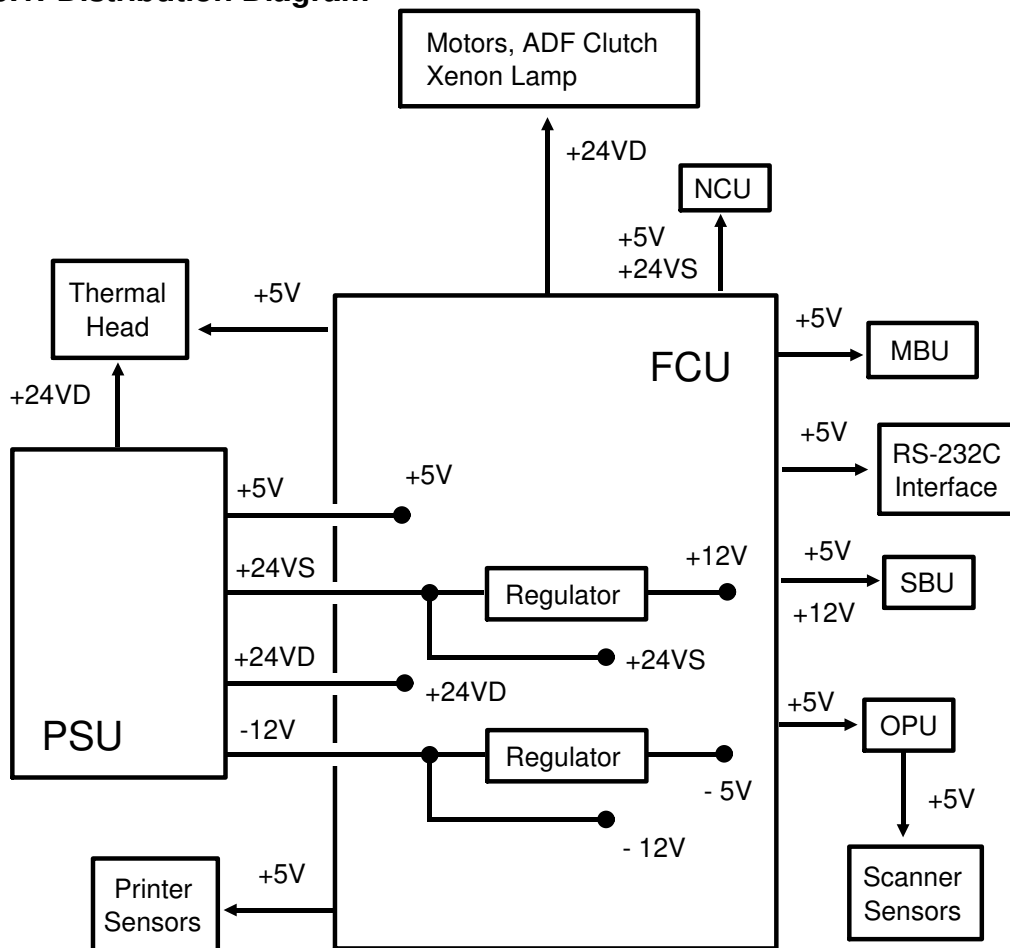 Distribution Diagram
Motors, ADF Clutch
Xenon Lamp
+24VD
NCU
+5V
+24VS
Thermal
Head
+5V
+24VD
FCU
+5V
MBU
+5V
RS-232C
Interface
+5V
+5V
+24VS
Regulator
+12V
+5V
SBU
+12V
+24VS
+24VD
+24VD
PSU
-12V
Regulator
- 5V
- 12V
+5V
OPU
+5V
Scanner
Sensors
Printer
Sensors
+5V